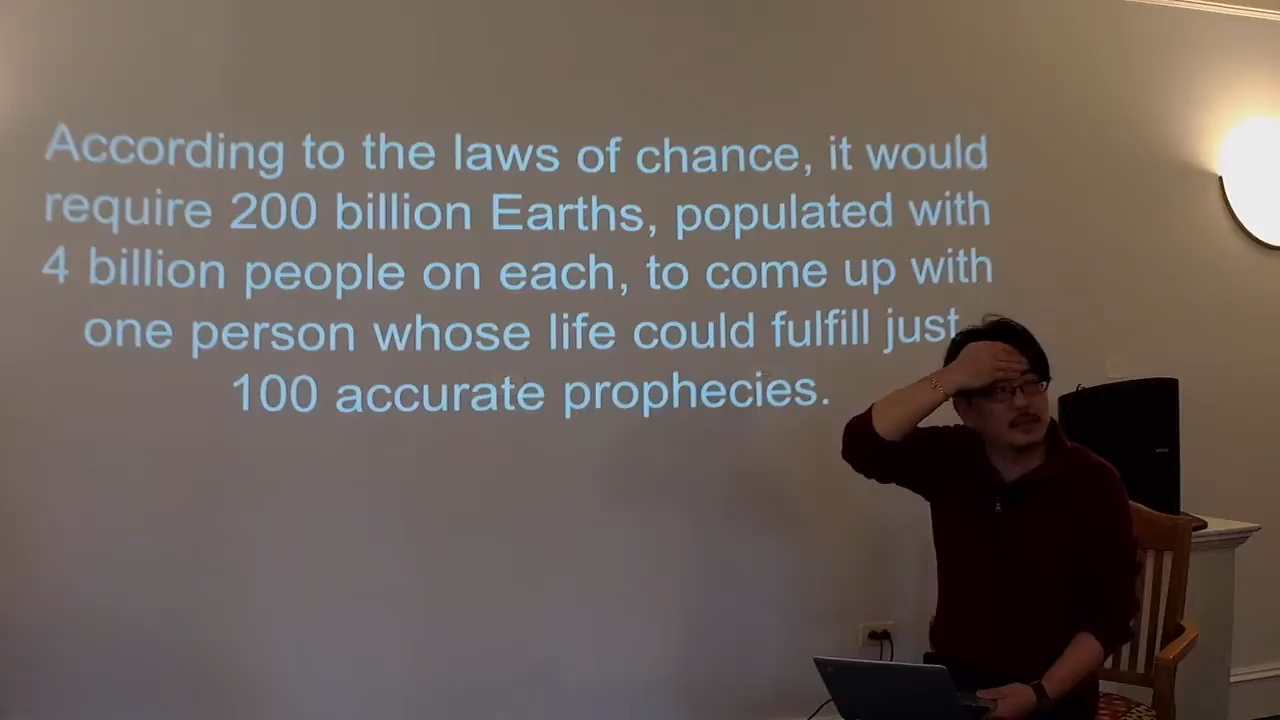 According to the laws of chance, it would
require 200 billion Earths, populated with
4 billion people on each, to come up with
one person whose life could fulfill just
100 accurate prophecies.